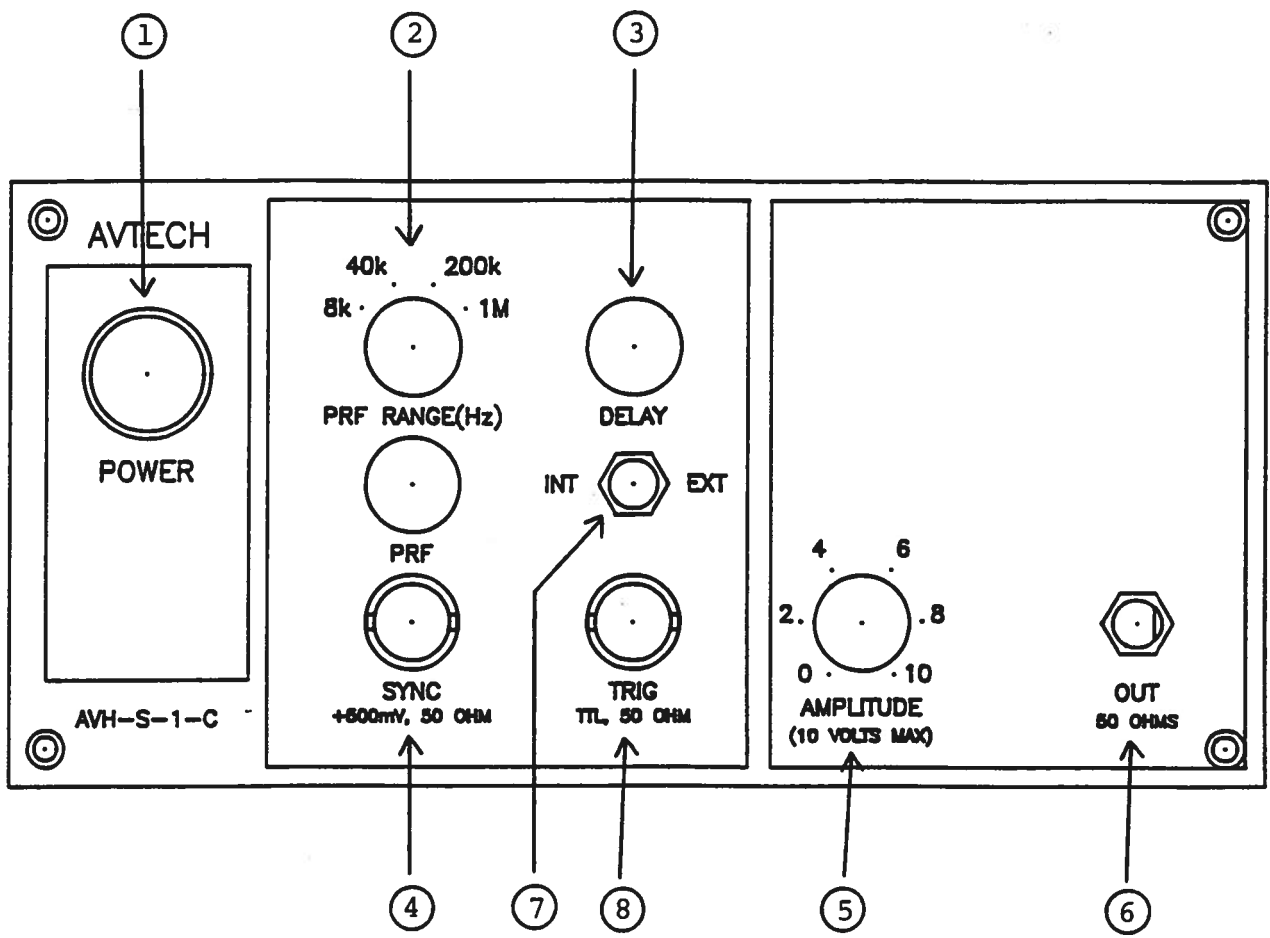 1 2 3
AVTECH
40k 200k
8k 1M
PRF RANGE(Hz) DELAY
POWER
INT EXT
PRF
4 6
2 8
0 10
SYNC TRIG
+500mV, 50 OHM TTL, 50 OHM
AMPLITUDE
(10 VOLTS MAX)
OUT
50 OHMS
AVH-S-1-C
4 7 8 5 6